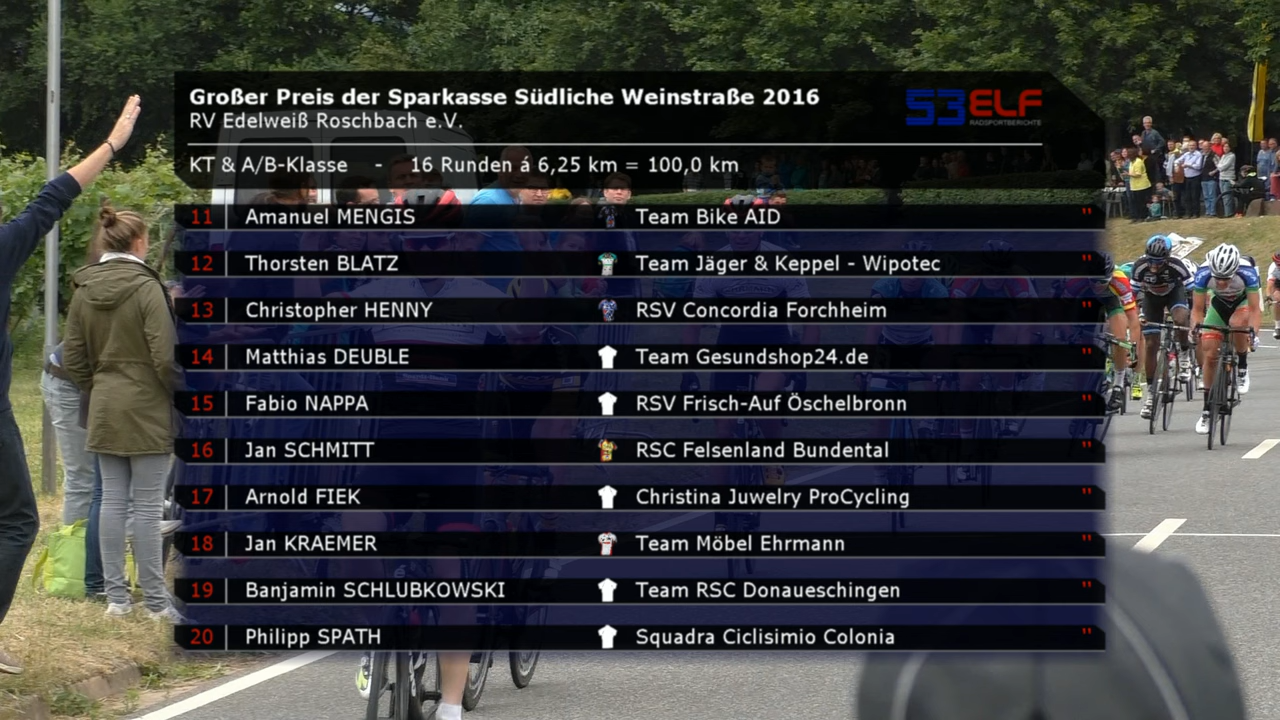 Großer Preis der Sparkasse Südliche Weinstraße 2016
RV Edelweiß Roschbach e.V.
53ELF
RADSPORTBERICHTE
KT & A/B-Klasse - 16 Runden á 6,25 km = 100,0 km
11 Amanuel MENGIS Team Bike AID "
12 Thorsten BLATZ Team Jäger & Keppel - Wipotec "
13 Christopher HENNY RSV Concordia Forchheim "
14 Matthias DEUBLE Team Gesundshop24.de "
15 Fabio NAPPA RSV Frisch-Auf Öschelbronn "
16 Jan SCHMITT RSC Felsenland Bundental "
17 Arnold FIEK Christina Juwelry ProCycling "
18 Jan KRAEMER Team Möbel Ehrmann "
19 Banjamin SCHLUBKOWSKI Team RSC Donaueschingen "
20 Philipp SPATH Squadra Ciclisimio Colonia "